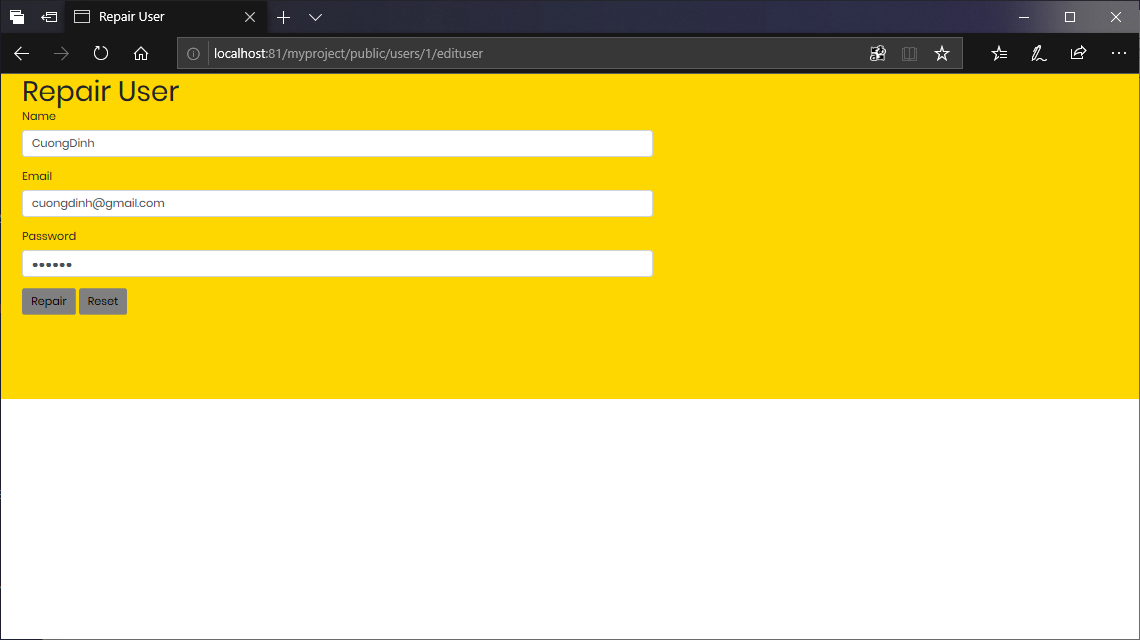 Repair User
localhost:81/myproject/public/users/1/edituser
Repair User
Name
CuongDinh
Email
cuongdinh@gmail.com
Password
••••••
Repair Reset